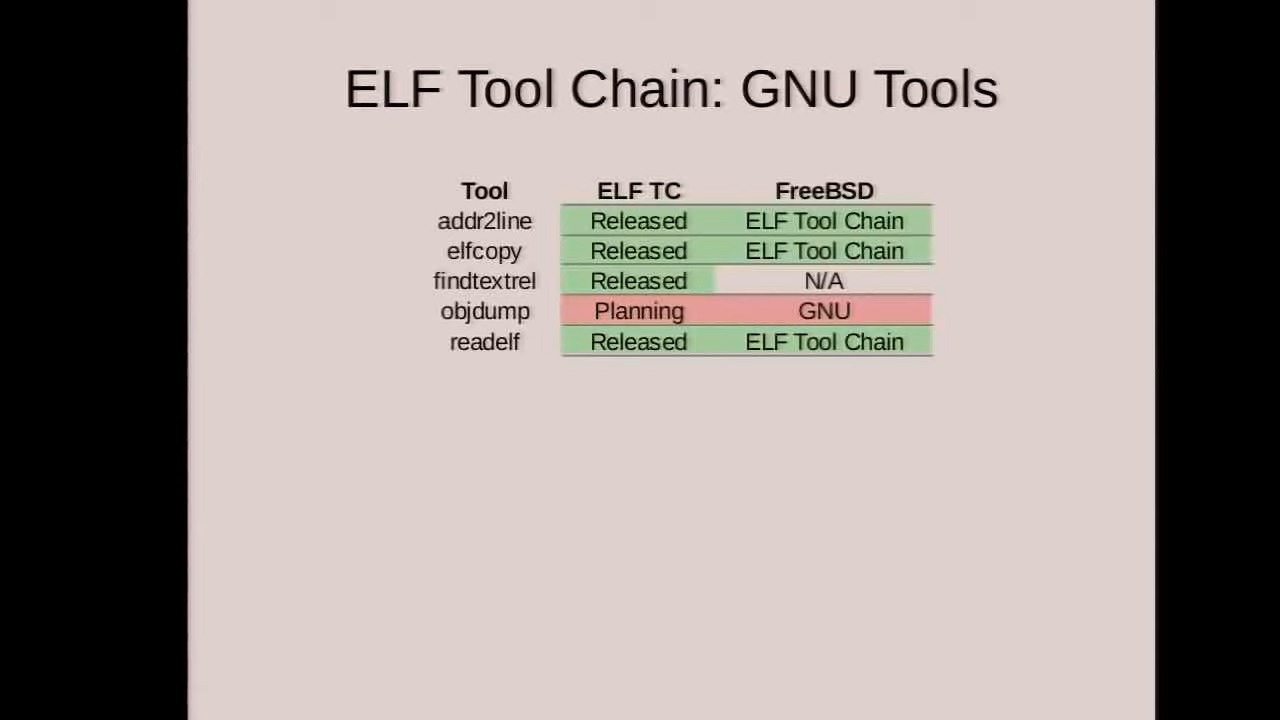 ELF Tool Chain: GNU Tools
Tool ELF TC FreeBSD
addr2line Released ELF Tool Chain
elfcopy Released ELF Tool Chain
findtextrel Released N/A
objdump Planning GNU
readelf Released ELF Tool Chain